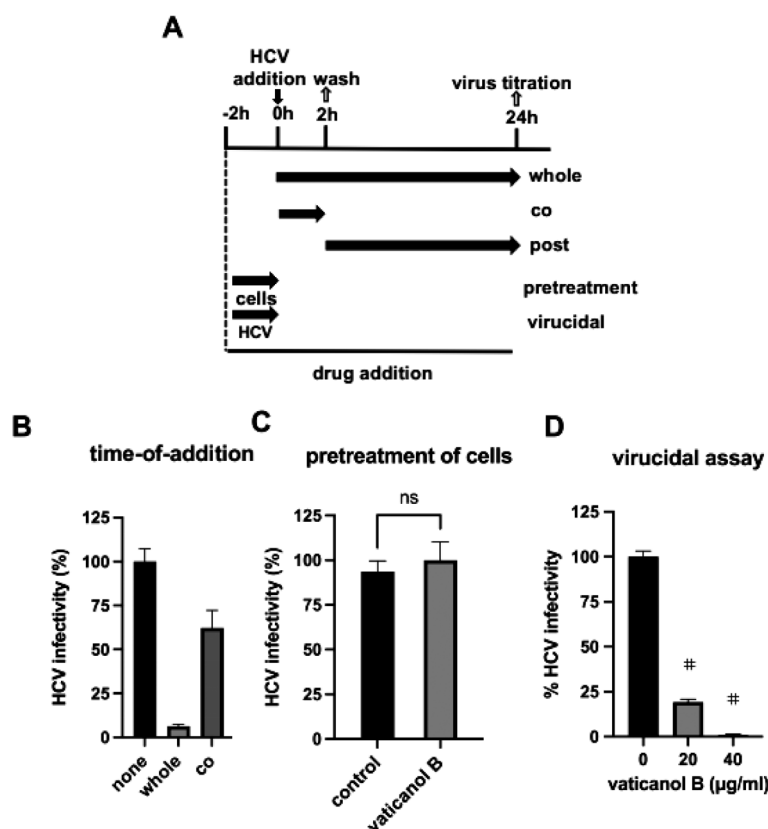 A
HCV
addition wash
virus titration
-2h 0h 2h 24h
whole
co
post
pretreatment
cells
virucidal
HCV
drug addition
B
time-of-addition
HCV infectivity (%)
125
100
75
50
25
0
none whole co
C
pretreatment of cells
ns
HCV infectivity (%)
125
100
75
50
25
0
control vaticanol B
D
virucidal assay
% HCV infectivity
125
100
75
50
25
0
#
#
0 20 40
vaticanol B (µg/ml)